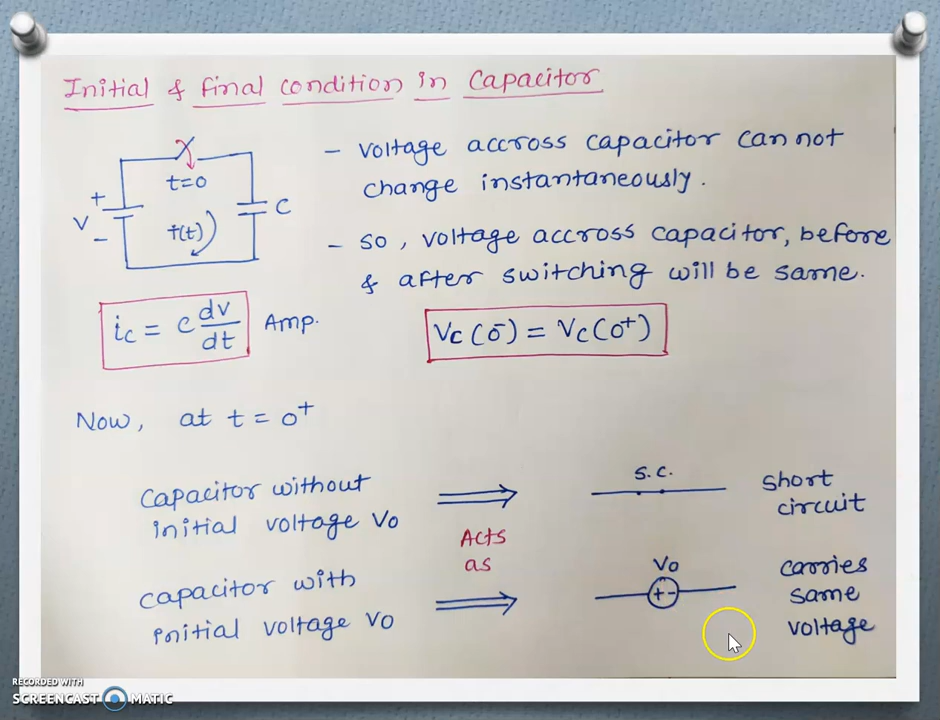 Initial & final condition in Capacitor
t=0
+
V
-
C
f(t)
- voltage accross capacitor can not
change instantaneously.
- so, voltage accross capacitor, before
& after switching will be same.
ic = c dv/dt Amp.
Vc(0-) = Vc(0+)
Now, at t = 0+
capacitor without
initial voltage Vo
S.C.
short
circuit
Acts
as
capacitor with
initial voltage Vo
Vo
+ -
carries
same
voltage
RECORDED WITH
SCREENCAST MATIC